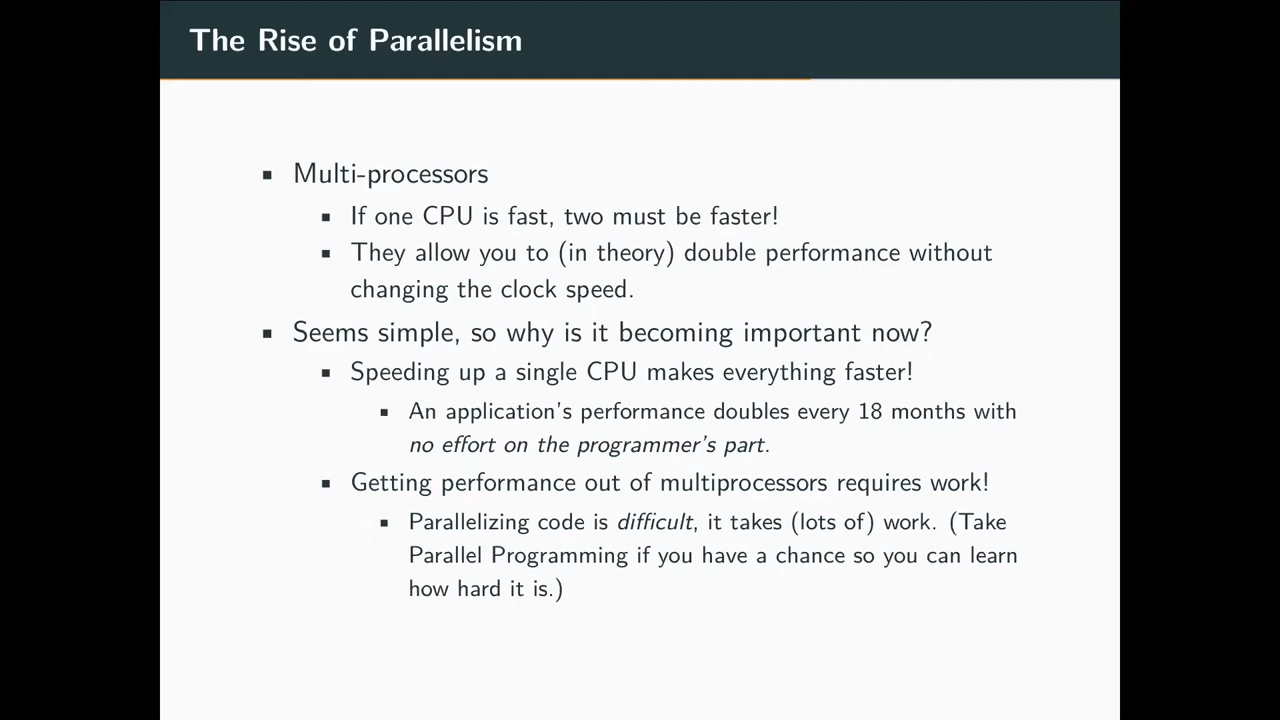 The Rise of Parallelism
▪ Multi-processors
▪ If one CPU is fast, two must be faster!
▪ They allow you to (in theory) double performance without
changing the clock speed.
▪ Seems simple, so why is it becoming important now?
▪ Speeding up a single CPU makes everything faster!
▪ An application's performance doubles every 18 months with
no effort on the programmer's part.
▪ Getting performance out of multiprocessors requires work!
▪ Parallelizing code is difficult, it takes (lots of) work. (Take
Parallel Programming if you have a chance so you can learn
how hard it is.)